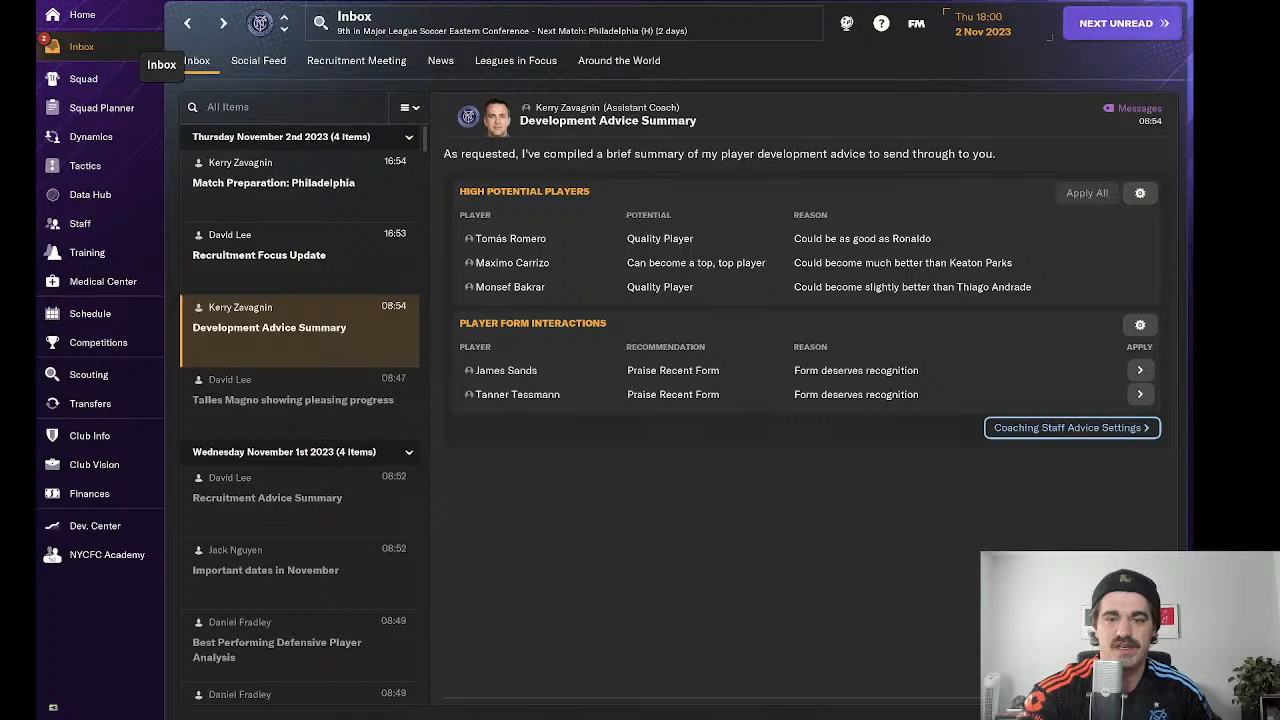 Home
2
Inbox
Inbox
Squad
Squad Planner
Dynamics
Tactics
Data Hub
Staff
Training
Medical Center
Schedule
Competitions
Scouting
Transfers
Club Info
Club Vision
Finances
Dev. Center
NYCFC Academy
Inbox
9th in Major League Soccer Eastern Conference - Next Match: Philadelphia (H) (2 days)
?
FM
Thu 18:00
2 Nov 2023
NEXT UNREAD
Inbox
Social Feed
Recruitment Meeting
News
Leagues in Focus
Around the World
All Items
Thursday November 2nd 2023 (4 items)
Kerry Zavagnin 16:54
Match Preparation: Philadelphia
David Lee 16:53
Recruitment Focus Update
Kerry Zavagnin 08:54
Development Advice Summary
David Lee 08:47
Talles Magno showing pleasing progress
Wednesday November 1st 2023 (4 items)
David Lee 08:52
Recruitment Advice Summary
Jack Nguyen 08:52
Important dates in November
Daniel Fradley 08:49
Best Performing Defensive Player
Analysis
Daniel Fradley 08:49
Kerry Zavagnin (Assistant Coach)
Development Advice Summary
Messages
08:54
As requested, I've compiled a brief summary of my player development advice to send through to you.
HIGH POTENTIAL PLAYERS
Apply All
PLAYER POTENTIAL REASON
Tomás Romero Quality Player Could be as good as Ronaldo
Maximo Carrizo Can become a top, top player Could become much better than Keaton Parks
Monsef Bakrar Quality Player Could become slightly better than Thiago Andrade
PLAYER FORM INTERACTIONS
PLAYER RECOMMENDATION REASON APPLY
James Sands Praise Recent Form Form deserves recognition
Tanner Tessmann Praise Recent Form Form deserves recognition
Coaching Staff Advice Settings >